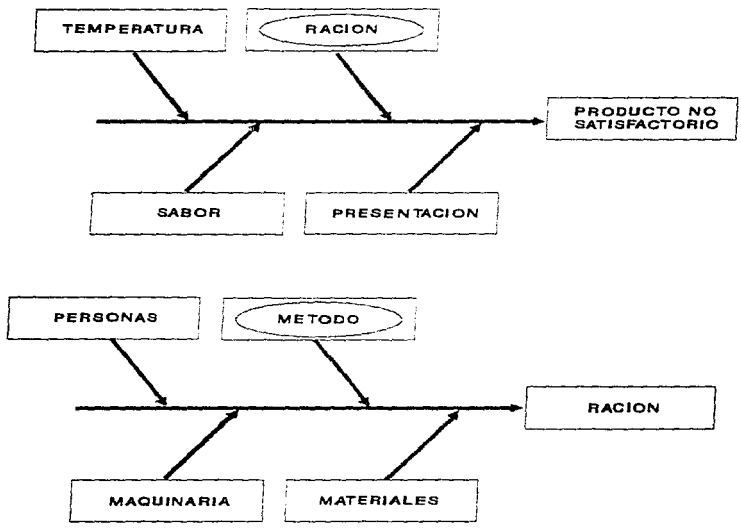 TEMPERATURA
RACION
PRODUCTO NO
SATISFACTORIO
SABOR
PRESENTACION
PERSONAS
METODO
RACION
MAQUINARIA
MATERIALES